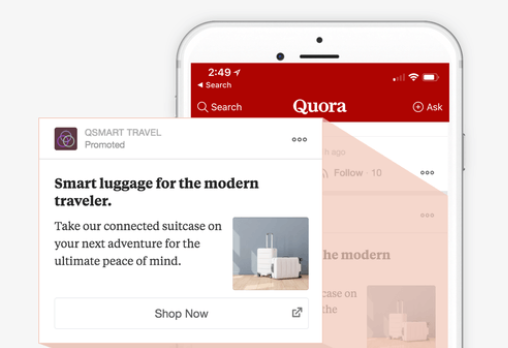 2:49
Search
Search
Quora
Ask
QSMART TRAVEL
Promoted
h ago
Follow · 10
Smart luggage for the modern
traveler.
Take our connected suitcase on
your next adventure for the
ultimate peace of mind.
Shop Now
he modern
case on
the